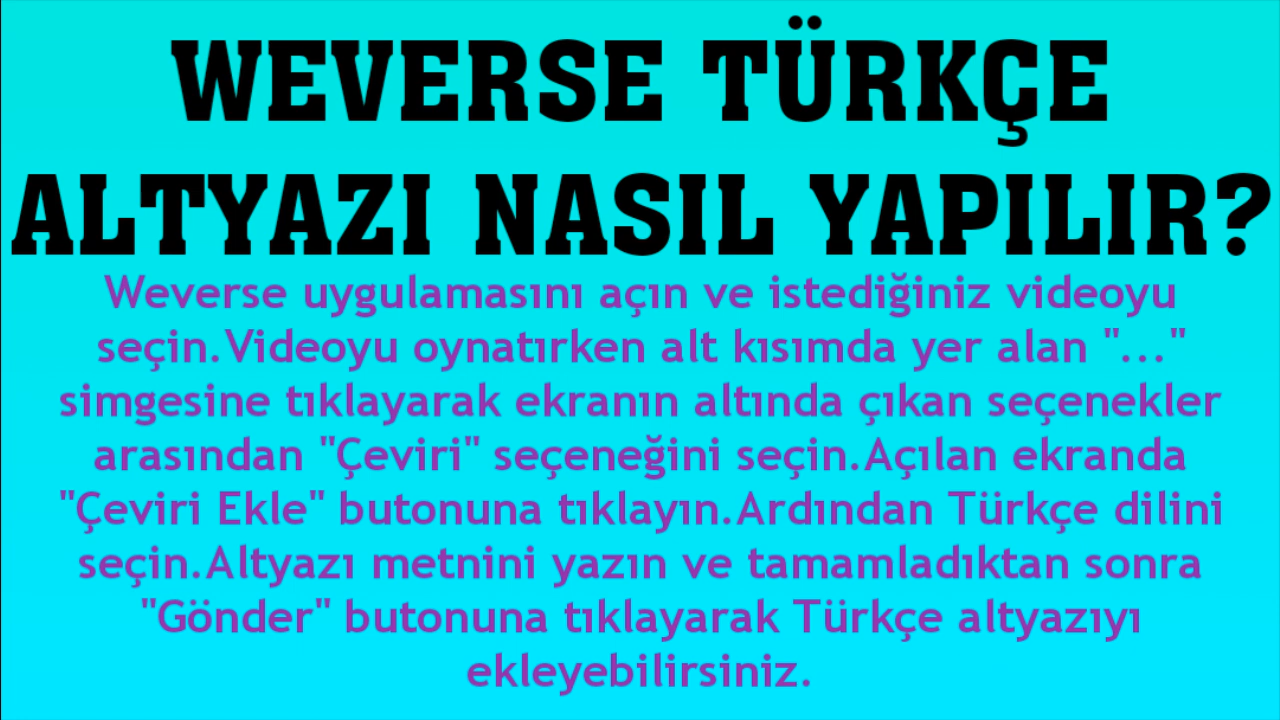 WEVERSE TÜRKÇE
ALTYAZI NASIL YAPILIR?
Weverse uygulamasını açın ve istediğiniz videoyu
seçin.Videoyu oynatırken alt kısımda yer alan "..."
simgesine tıklayarak ekranın altında çıkan seçenekler
arasından "Çeviri" seçeneğini seçin.Açılan ekranda
"Çeviri Ekle" butonuna tıklayın.Ardından Türkçe dilini
seçin.Altyazı metnini yazın ve tamamladıktan sonra
"Gönder" butonuna tıklayarak Türkçe altyazıyı
ekleyebilirsiniz.